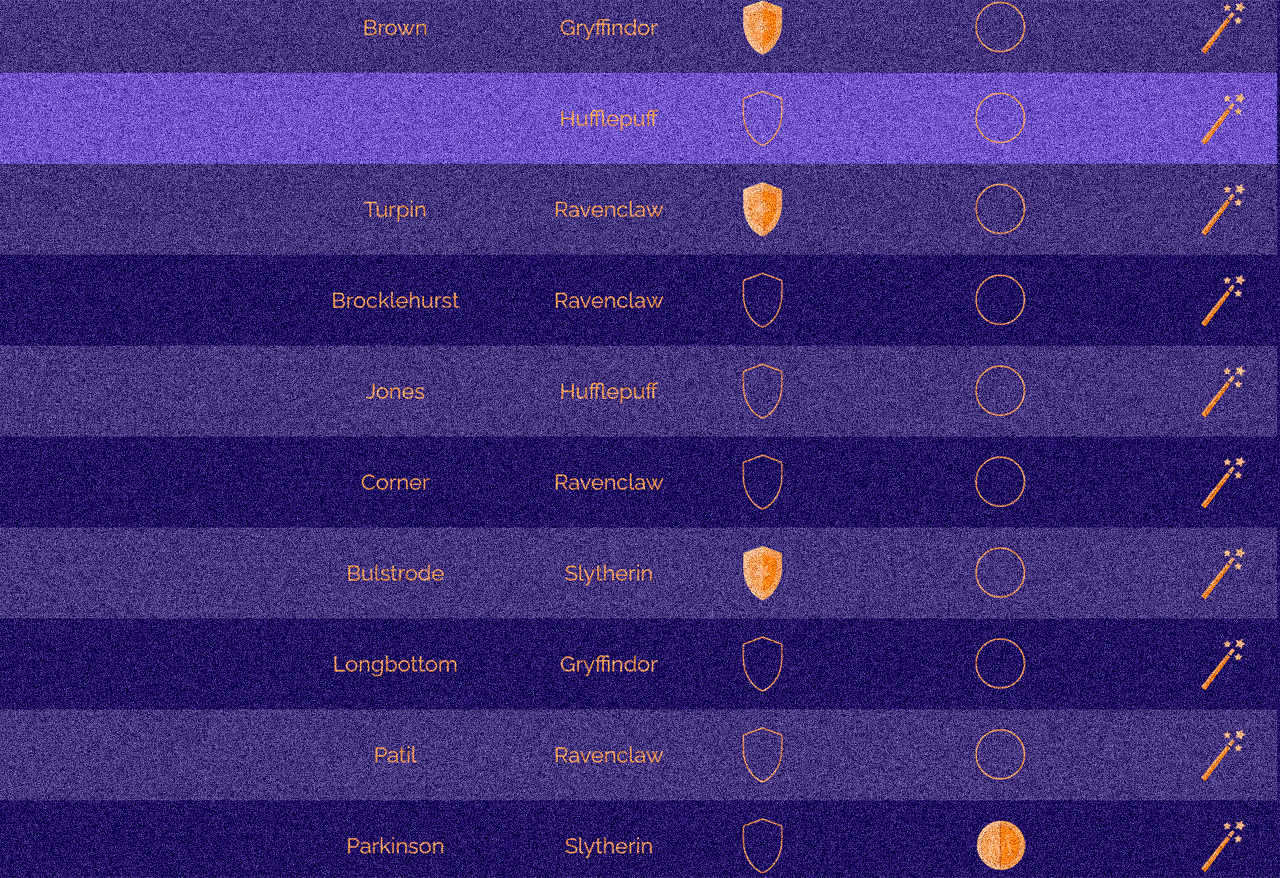 Brown Gryffindor
Hufflepuff
Turpin Ravenclaw
Brocklehurst Ravenclaw
Jones Hufflepuff
Corner Ravenclaw
Bulstrode Slytherin
Longbottom Gryffindor
Patil Ravenclaw
Parkinson Slytherin